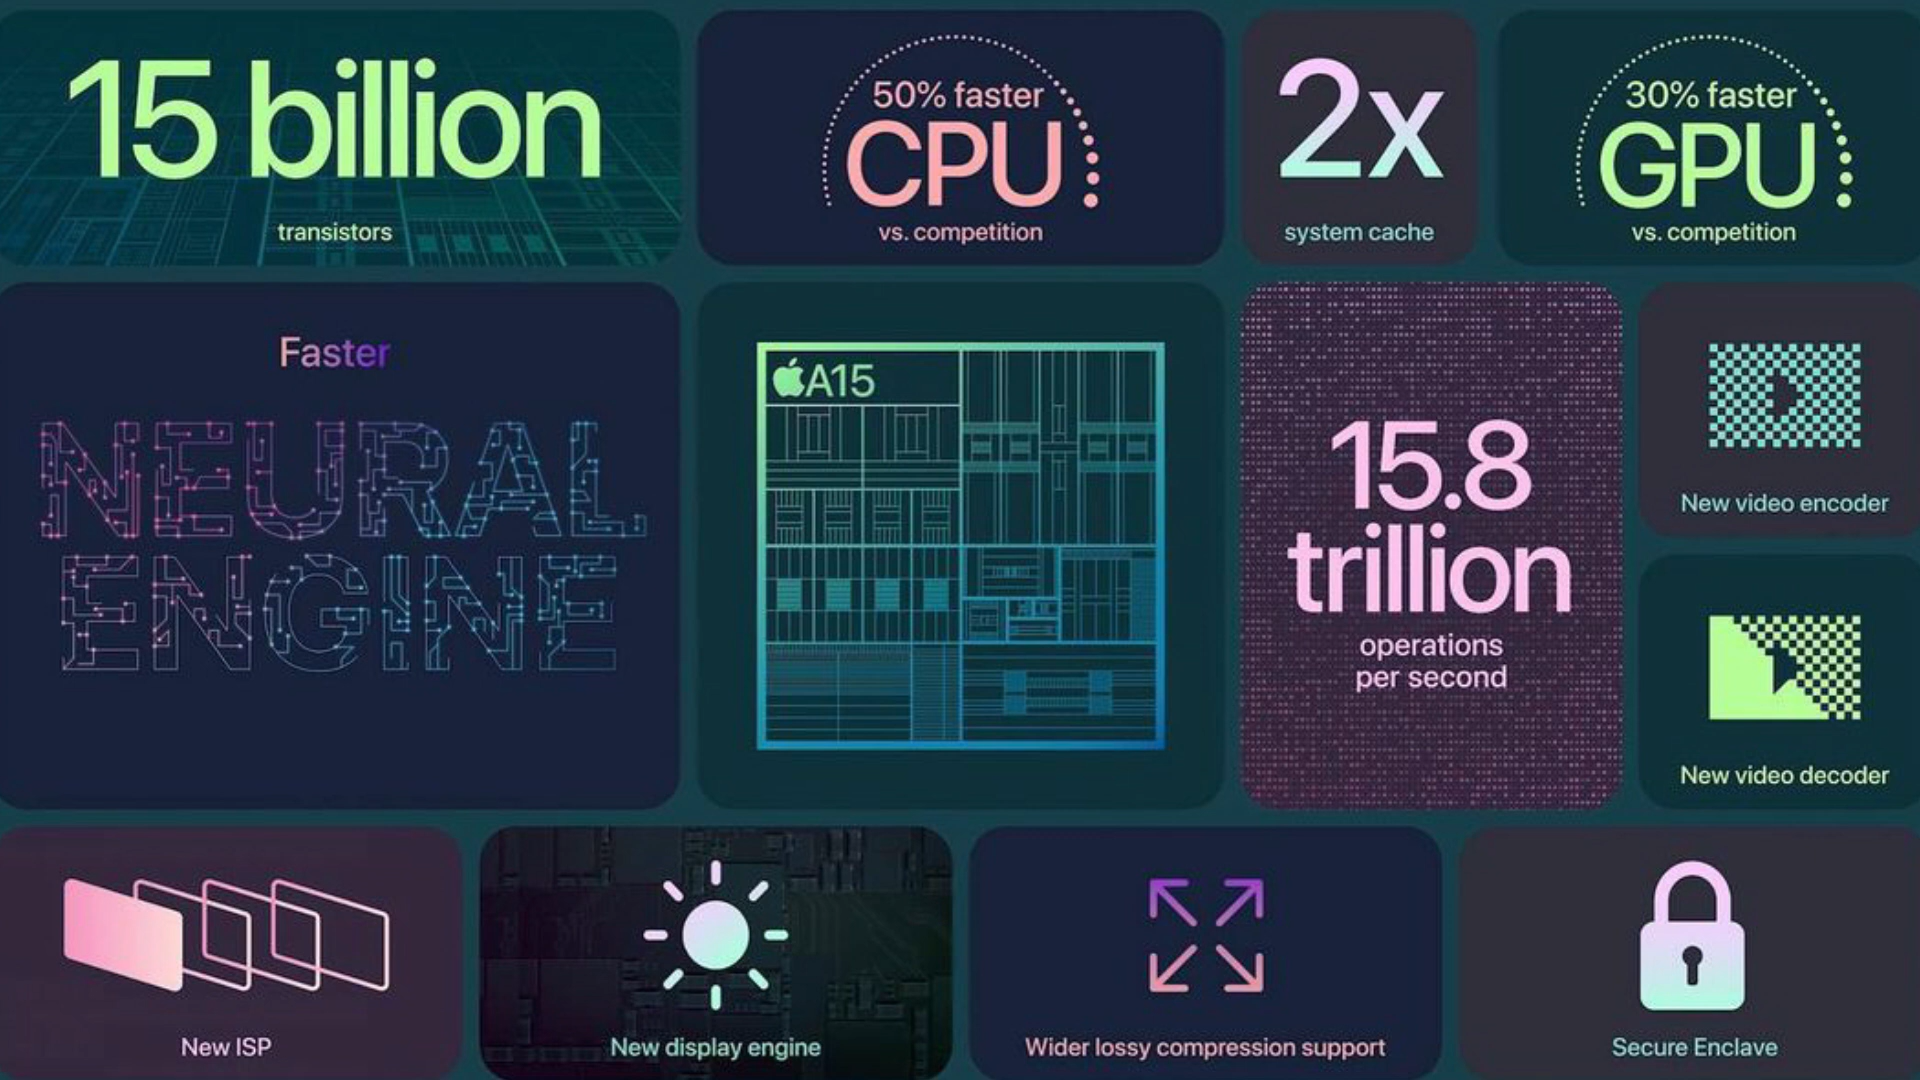 15 billion
transistors
50% faster
CPU
vs. competition
2x
system cache
30% faster
GPU
vs. competition
Faster
NEURAL
ENGINE
A15
15.8
trillion
operations
per second
New video encoder
New video decoder
New ISP
New display engine
Wider lossy compression support
Secure Enclave